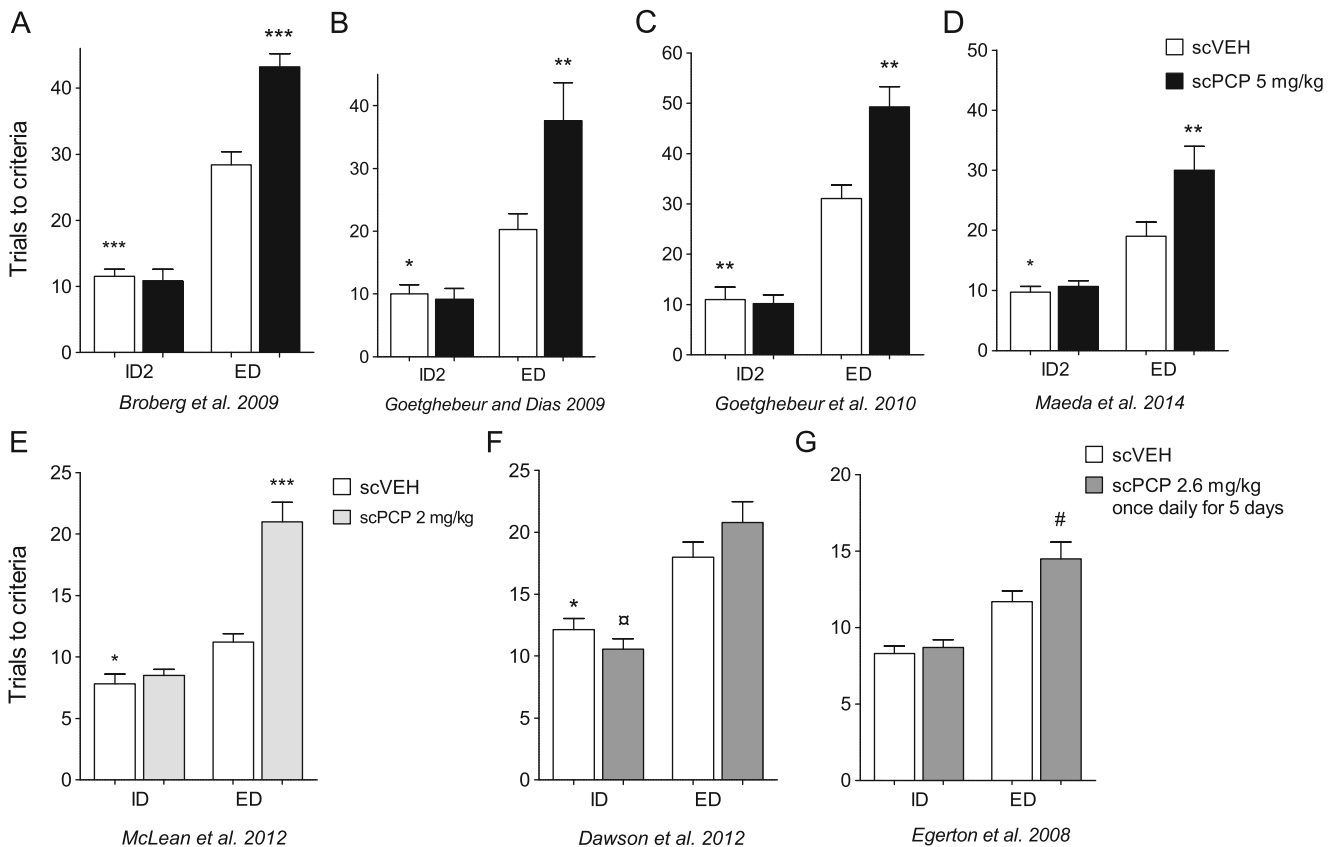 A
B
C
D
scVEH
scPCP 5 mg/kg
Trials to criteria
40
30
20
10
0
***
***
ID2 ED
Broberg et al. 2009
40
30
20
10
0
*
**
ID2 ED
Goetghebeur and Dias 2009
60
50
40
30
20
10
0
**
**
ID2 ED
Goetghebeur et al. 2010
50
40
30
20
10
0
*
**
ID2 ED
Maeda et al. 2014
E
F
G
Trials to criteria
25
20
15
10
5
0
*
***
scVEH
scPCP 2 mg/kg
ID ED
McLean et al. 2012
25
20
15
10
5
0
*
¤
ID ED
Dawson et al. 2012
20
15
10
5
0
#
scVEH
scPCP 2.6 mg/kg
once daily for 5 days
ID ED
Egerton et al. 2008